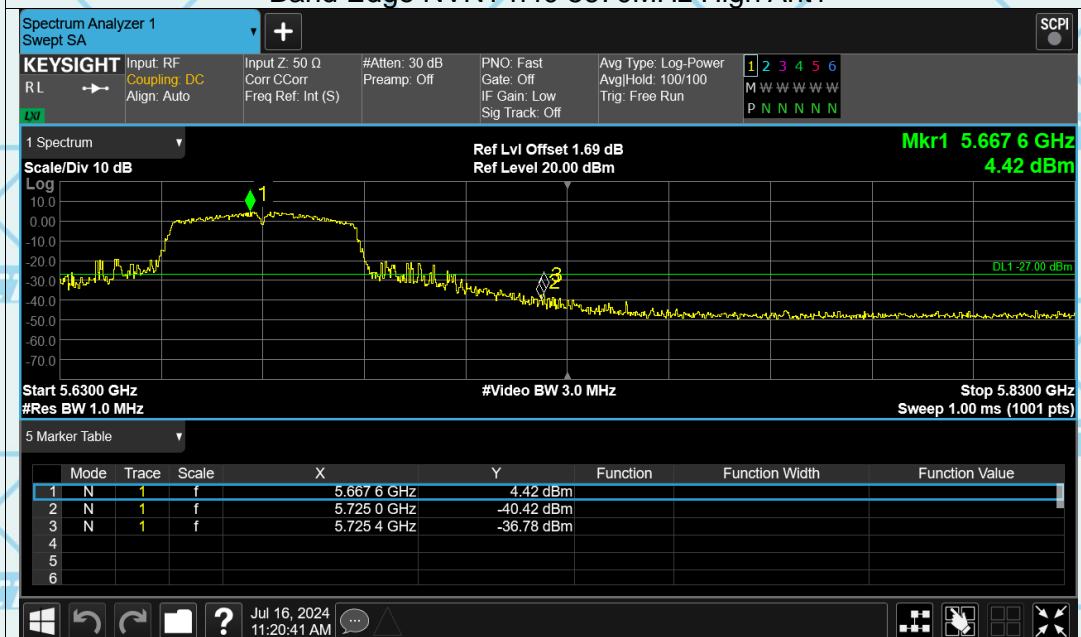 Spectrum Analyzer 1
Swept SA
+
SCPI
KEYSIGHT
RL
LXI
Input: RF
Coupling: DC
Align: Auto
Input Z: 50 Ω
Corr CCorr
Freq Ref: Int (S)
#Atten: 30 dB
Preamp: Off
PNO: Fast
Gate: Off
IF Gain: Low
Sig Track: Off
Avg Type: Log-Power
Avg|Hold: 100/100
Trig: Free Run
1 2 3 4 5 6
M W W W W W
P N N N N N
1 Spectrum
Scale/Div 10 dB
Ref Lvl Offset 1.69 dB
Ref Level 20.00 dBm
Mkr1 5.667 6 GHz
4.42 dBm
Log
10.0
0.00
-10.0
-20.0
-30.0
-40.0
-50.0
-60.0
-70.0
1
3
2
DL1 -27.00 dBm
Start 5.6300 GHz
#Video BW 3.0 MHz
Stop 5.8300 GHz
#Res BW 1.0 MHz
Sweep 1.00 ms (1001 pts)
5 Marker Table
Mode Trace Scale X Y Function Function Width Function Value
1 N 1 f 5.667 6 GHz 4.42 dBm
2 N 1 f 5.725 0 GHz -40.42 dBm
3 N 1 f 5.725 4 GHz -36.78 dBm
4
5
6
?
Jul 16, 2024
11:20:41 AM